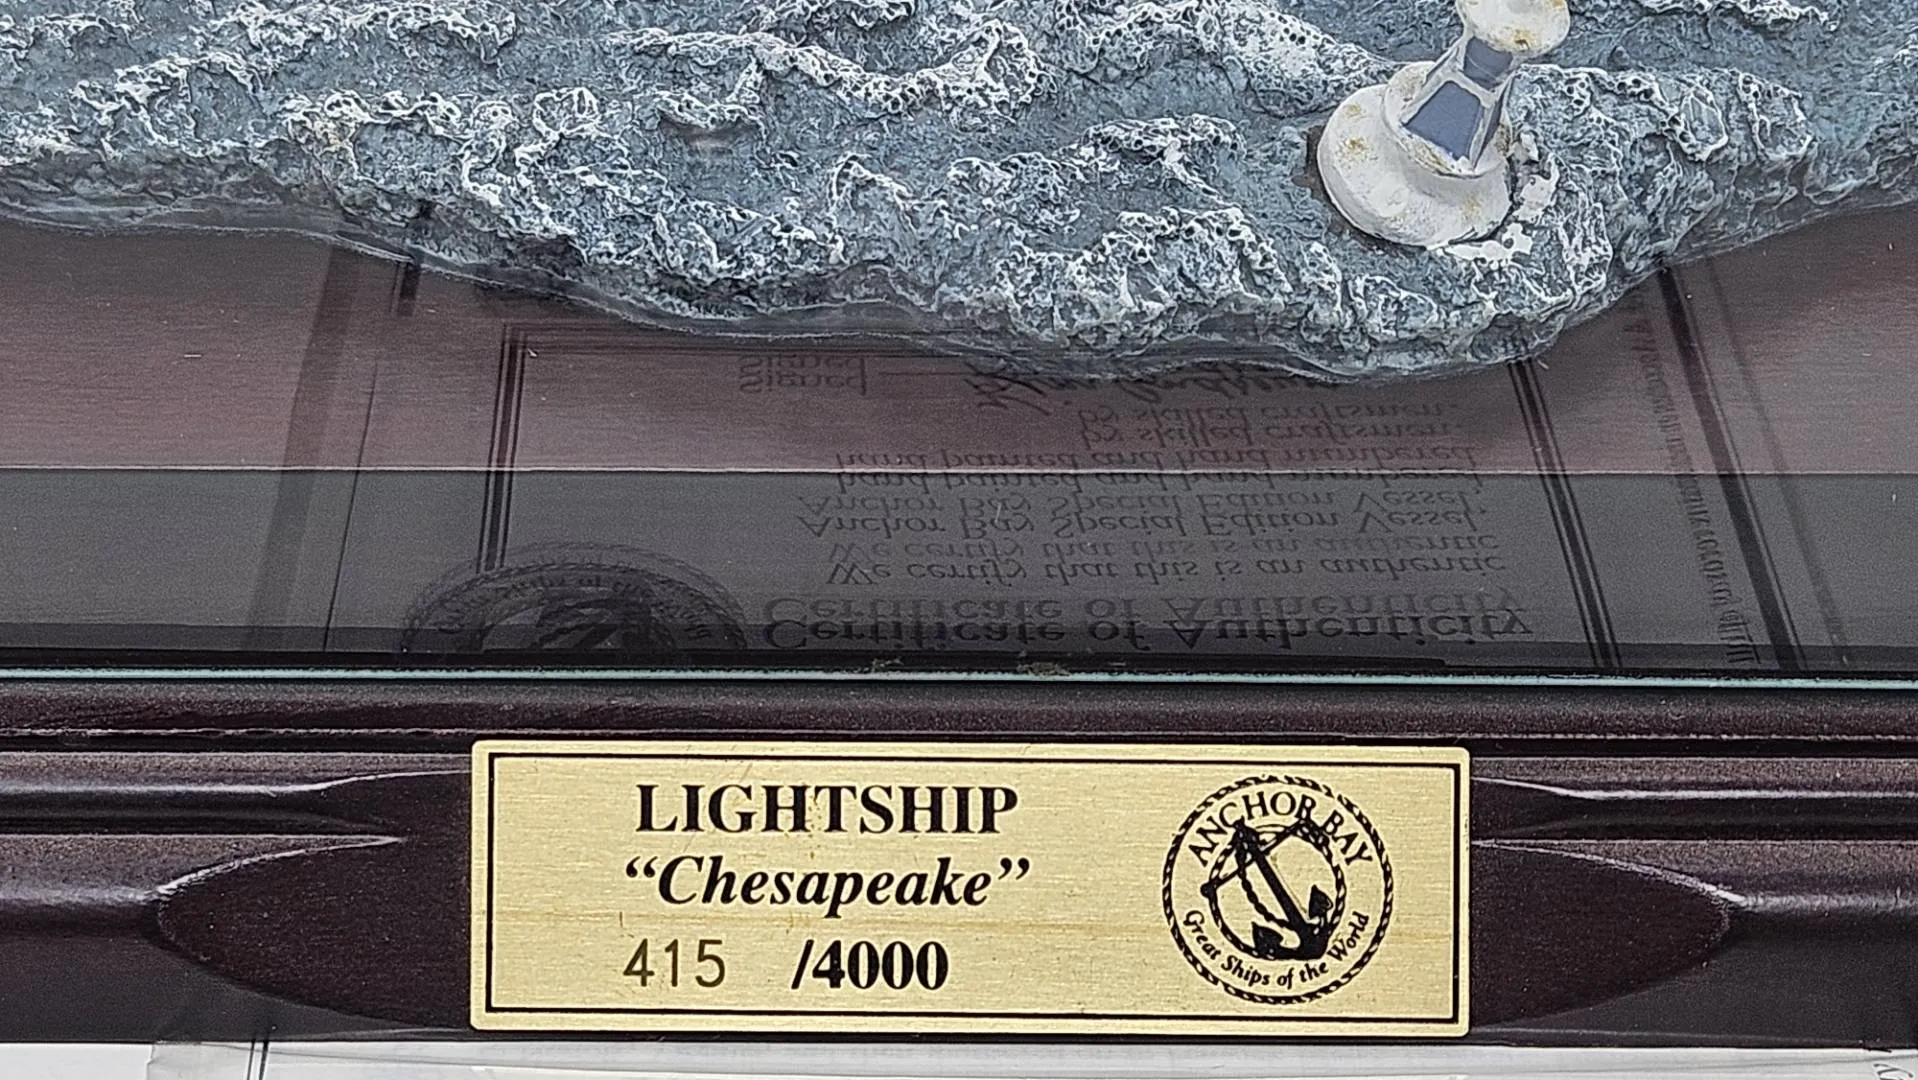 Signed
by skilled craftsmen.
hand painted and hand numbered
Anchor Bay Special Edition Vessel,
We certify that this is an authentic
Certificate of Authenticity
LIGHTSHIP
“Chesapeake”
415 /4000
ANCHOR BAY
Great Ships of the World